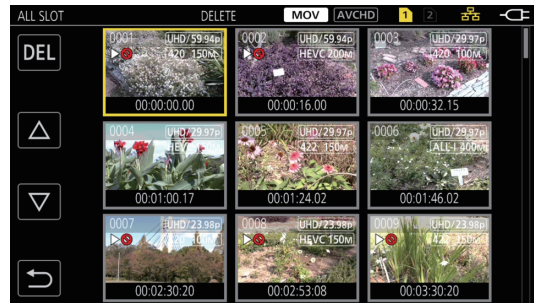 ALL SLOT DELETE MOV AVCHD 1 2
DEL
0001 UHD/59.94p
420 150M
00:00:00.00
0002 UHD/59.94p
HEVC 200M
00:00:16.00
0003 UHD/29.97p
420 100M
00:00:32.15
0004 UHD/29.97p
00:01:00.17
0005 UHD/29.97p
422 150M
00:01:24.02
0006 UHD/29.97p
ALL-I 400M
00:01:46.02
0007 UHD/23.98p
420 100M
00:02:30:20
0008 UHD/23.98p
HEVC 150M
00:02:53:08
0009 UHD/23.98p
420 150M
00:03:30:20